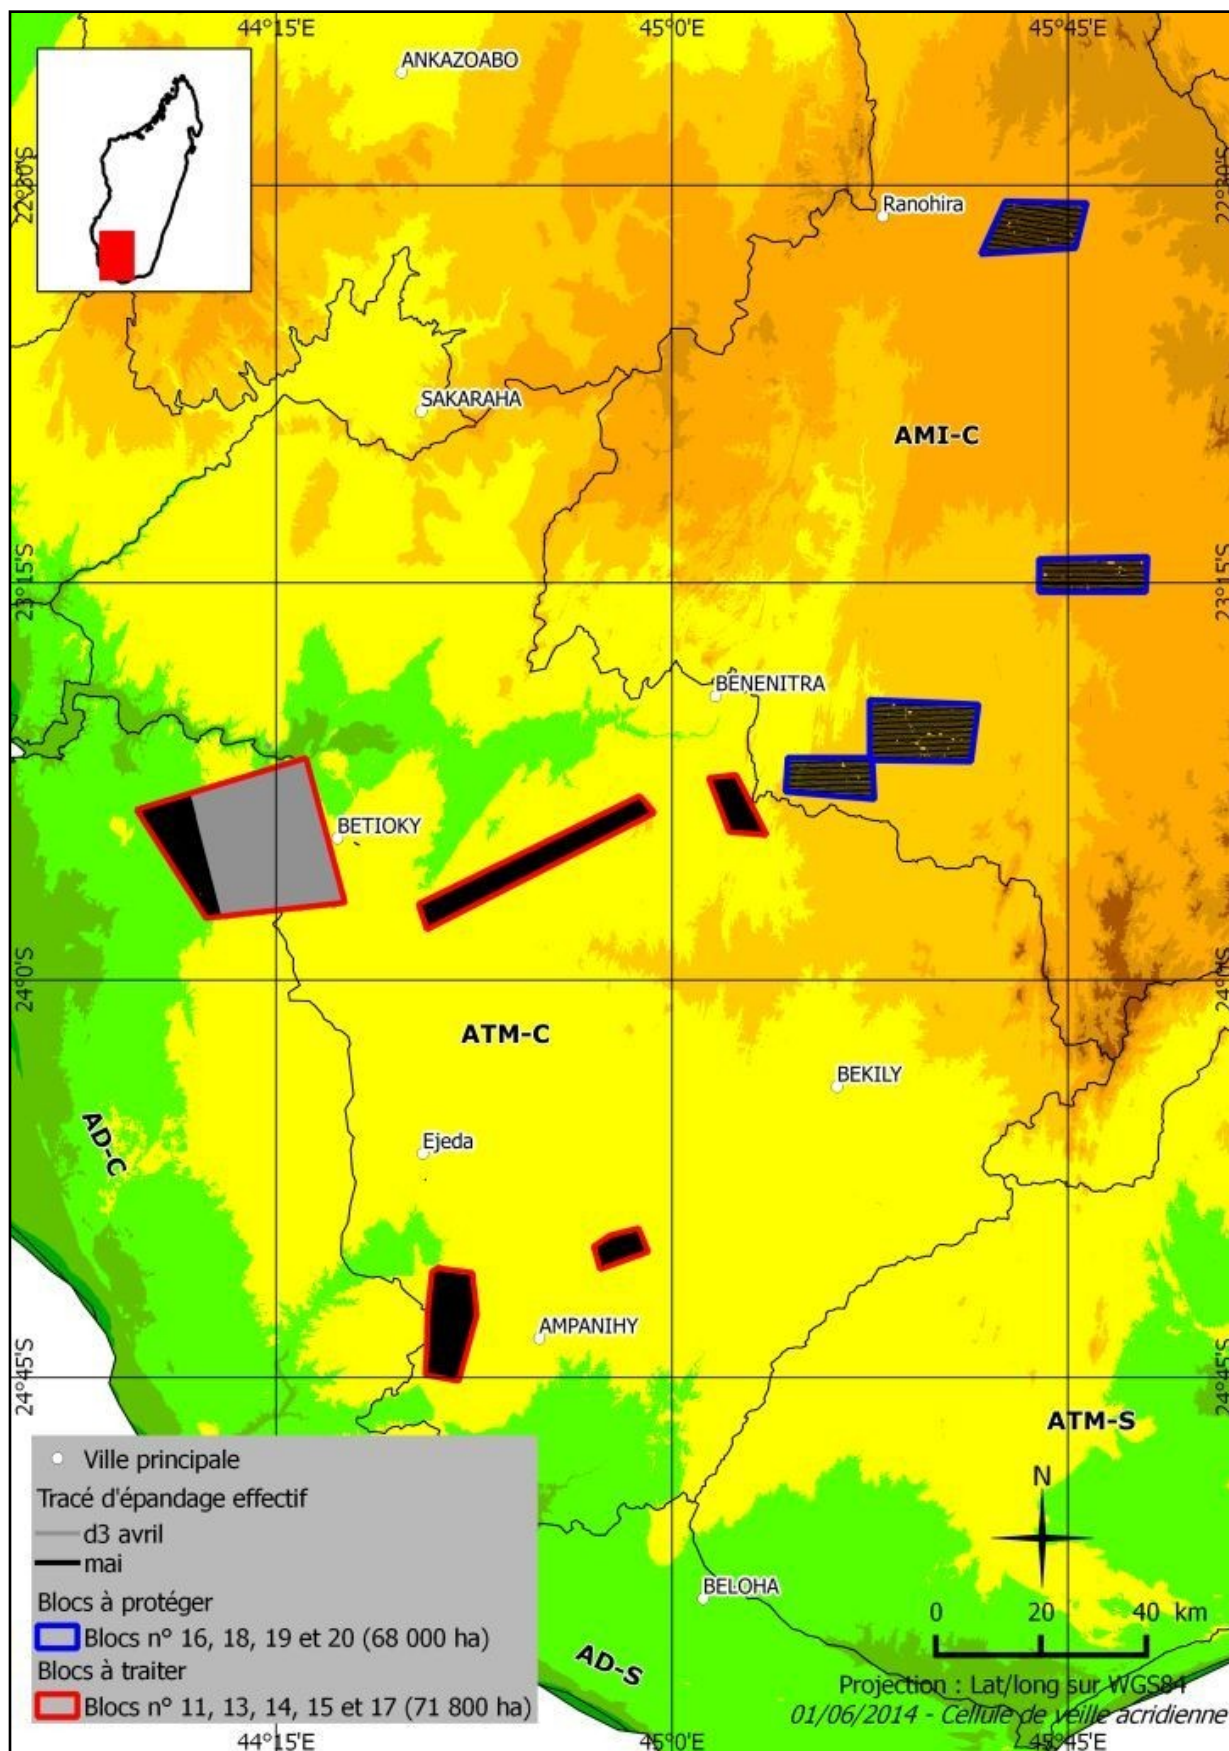 44°15'E
45°0'E
45°45'E
ANKAZOABO
22°30'S
22°30'S
Ranohira
SAKARAHA
AMI-C
23°15'S
23°15'S
BENENITRA
BETIOKY
24°0'S
24°0'S
ATM-C
BEKILY
AD-C
Ejeda
AMPANIHY
24°45'S
24°45'S
ATM-S
Ville principale
Tracé d'épandage effectif
d3 avril
mai
Blocs à protéger
Blocs n° 16, 18, 19 et 20 (68 000 ha)
Blocs à traiter
Blocs n° 11, 13, 14, 15 et 17 (71 800 ha)
N
BELOHA
0 20 40 km
AD-S
Projection : Lat/long sur WGS84
01/06/2014 - Cellule de veille acridienne
44°15'E
45°0'E
45°45'E